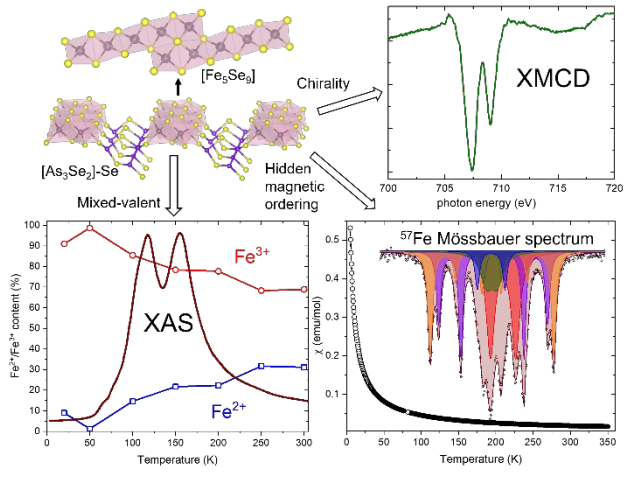 [Fe₅Se₉]
[As₃Se₂]-Se
Chirality
Mixed-valent
Hidden
magnetic
ordering
XMCD
700 705 710 715 720
photon energy (eV)
100
90
80
70
60
50
40
30
20
10
0
Fe²⁺/Fe³⁺ content (%)
Fe³⁺
XAS
Fe²⁺
0 50 100 150 200 250 300
Temperature (K)
⁵⁷Fe Mössbauer spectrum
0.5
0.4
0.3
0.2
0.1
χ (emu/mol)
0 50 100 150 200 250 300 350
Temperature (K)